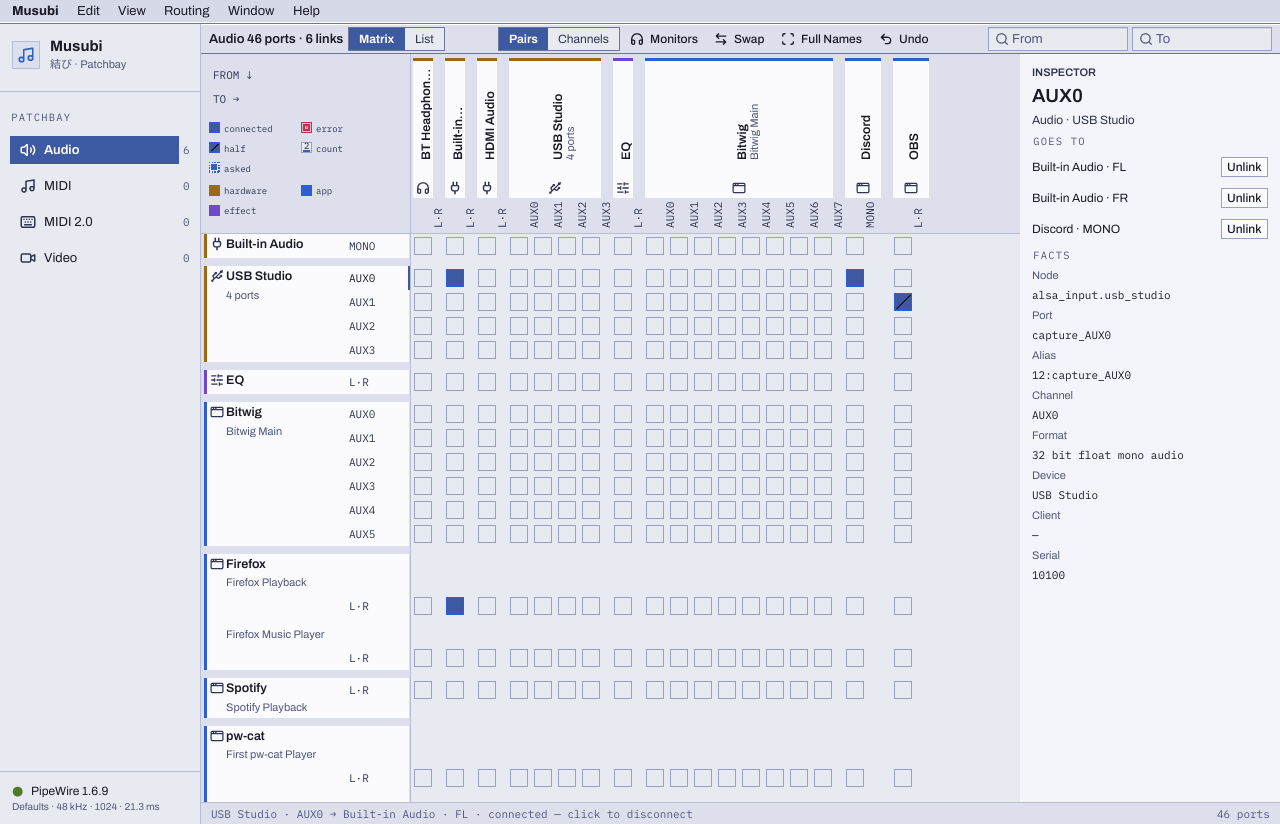 Musubi Edit View Routing Window Help
Musubi
結び · Patchbay
PATCHBAY
Audio 6
MIDI 0
MIDI 2.0 0
Video 0
PipeWire 1.6.9
Defaults · 48 kHz · 1024 · 21.3 ms
Audio 46 ports · 6 links Matrix List Pairs Channels Monitors Swap Full Names Undo From To
FROM ↓
TO →
connected error
half 2 count
asked
hardware app
effect
BT Headphon…
Built-in…
HDMI Audio
USB Studio
4 ports
EQ
Bitwig
Bitwig Main
Discord
OBS
L·R L·R L·R AUX0 AUX1 AUX2 AUX3 L·R AUX0 AUX1 AUX2 AUX3 AUX4 AUX5 AUX6 AUX7 MONO L·R
Built-in Audio MONO
USB Studio AUX0
4 ports
AUX1
AUX2
AUX3
EQ L·R
Bitwig AUX0
Bitwig Main
AUX1
AUX2
AUX3
AUX4
AUX5
Firefox
Firefox Playback
L·R
Firefox Music Player
L·R
Spotify L·R
Spotify Playback
pw-cat
First pw-cat Player
L·R
INSPECTOR
AUX0
Audio · USB Studio
GOES TO
Built-in Audio · FL Unlink
Built-in Audio · FR Unlink
Discord · MONO Unlink
FACTS
Node
alsa_input.usb_studio
Port
capture_AUX0
Alias
12:capture_AUX0
Channel
AUX0
Format
32 bit float mono audio
Device
USB Studio
Client
—
Serial
10100
USB Studio · AUX0 → Built-in Audio · FL · connected — click to disconnect 46 ports